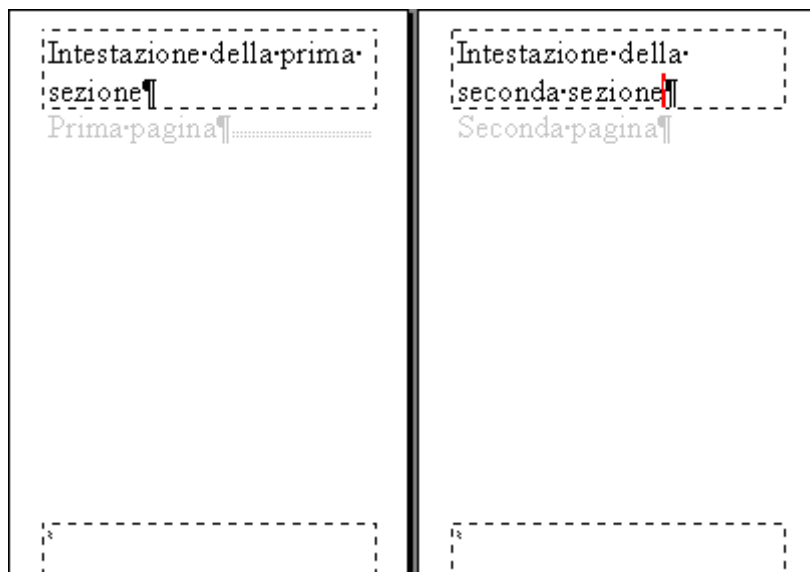 Intestazione·della·prima·
sezione¶
Prima·pagina¶
Intestazione·della·
seconda·sezione¶
Seconda·pagina¶